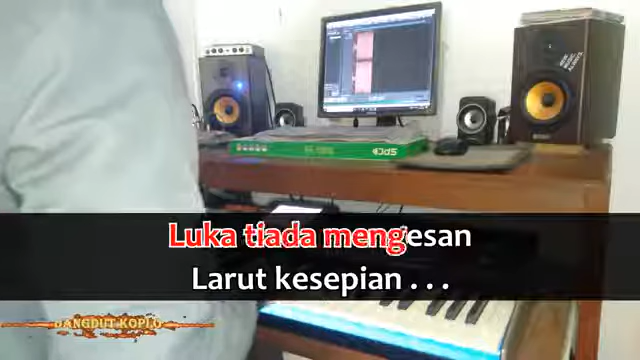 Luka tiada mengesan
Larut kesepian . . .
DANGDUT KOPLO